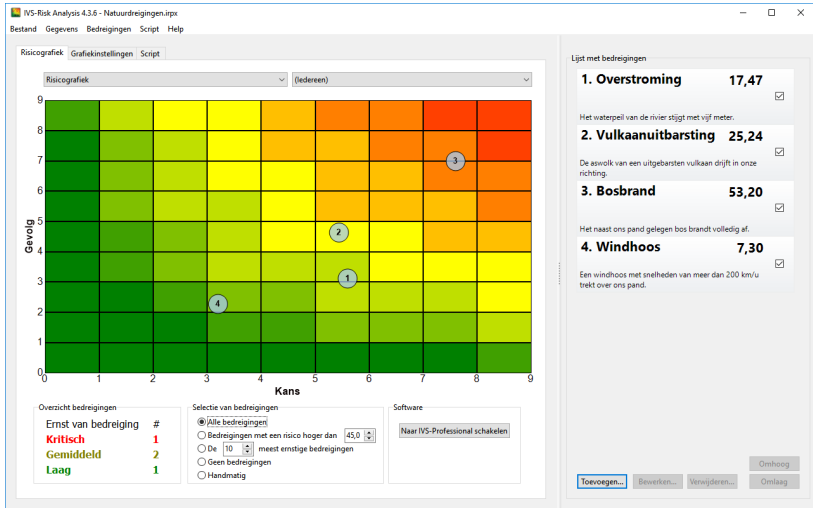 IVS-Risk Analysis 4.3.6 - Natuurdreigingen.irpx
Bestand Gegevens Bedreigingen Script Help
Risicografiek Grafiekinstellingen Script
Risicografiek (Iedereen)
9
8
7
6
5
4
3
2
1
0
Gevolg
3
2
1
4
0 1 2 3 4 5 6 7 8 9
Kans
Overzicht bedreigingen
Ernst van bedreiging #
Kritisch 1
Gemiddeld 2
Laag 1
Selectie van bedreigingen
Alle bedreigingen
Bedreigingen met een risico hoger dan 45,0
De 10 meest ernstige bedreigingen
Geen bedreigingen
Handmatig
Software
Naar IVS-Professional schakelen
Lijst met bedreigingen
1. Overstroming 17,47
Het waterpeil van de rivier stijgt met vijf meter.
2. Vulkaanuitbarsting 25,24
De aswolk van een uitgebarsten vulkaan drijft in onze
richting.
3. Bosbrand 53,20
Het naast ons pand gelegen bos brandt volledig af.
4. Windhoos 7,30
Een windhoos met snelheden van meer dan 200 km/u
trekt over ons pand.
Omhoog
Toevoegen... Bewerken... Verwijderen... Omlaag